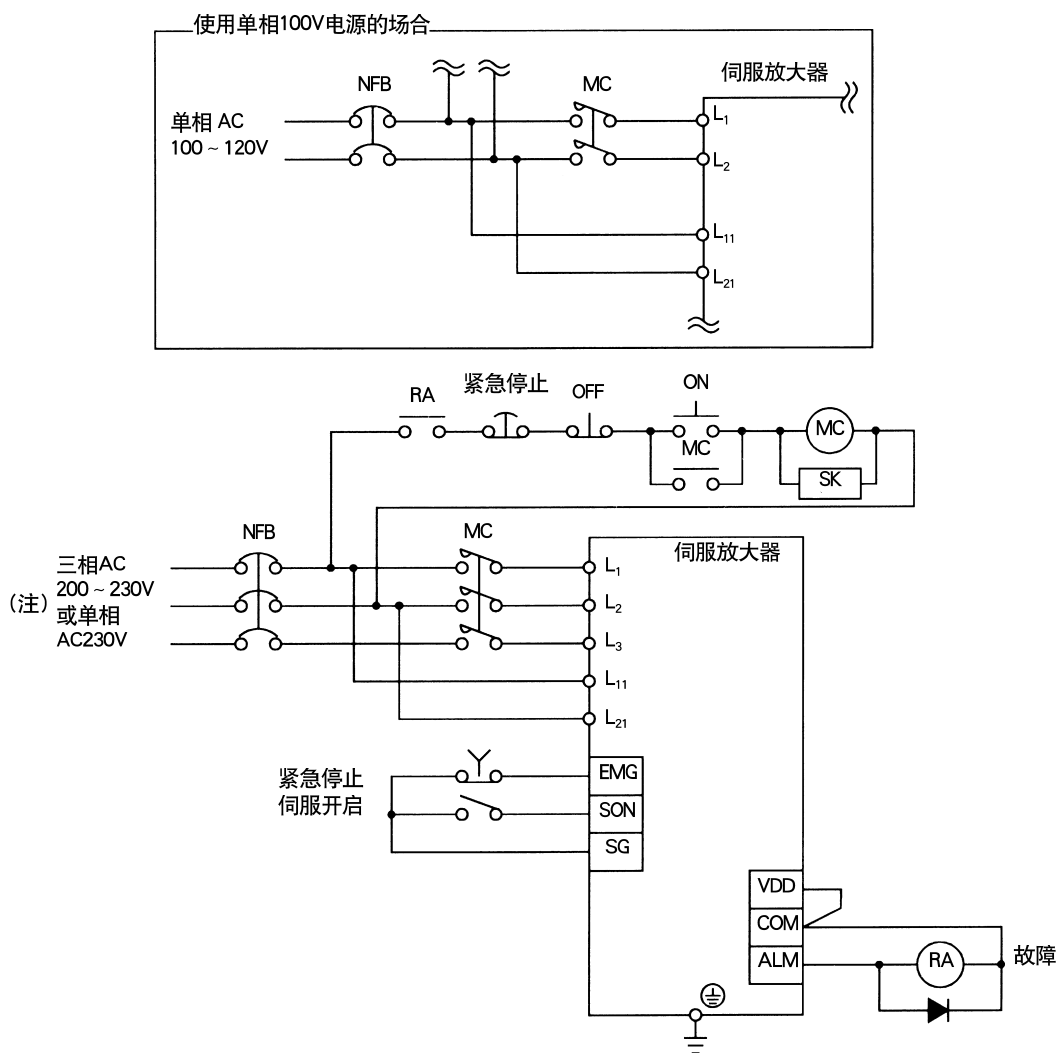 使用单相100V电源的场合
NFB
MC
伺服放大器
单相 AC
100 ~ 120V
L1
L2
L11
L21
RA
紧急停止
OFF
ON
MC
MC
SK
NFB
MC
伺服放大器
三相AC
200 ~ 230V
(注)
或单相
AC230V
L1
L2
L3
L11
L21
紧急停止
伺服开启
EMG
SON
SG
VDD
COM
ALM
RA
故障